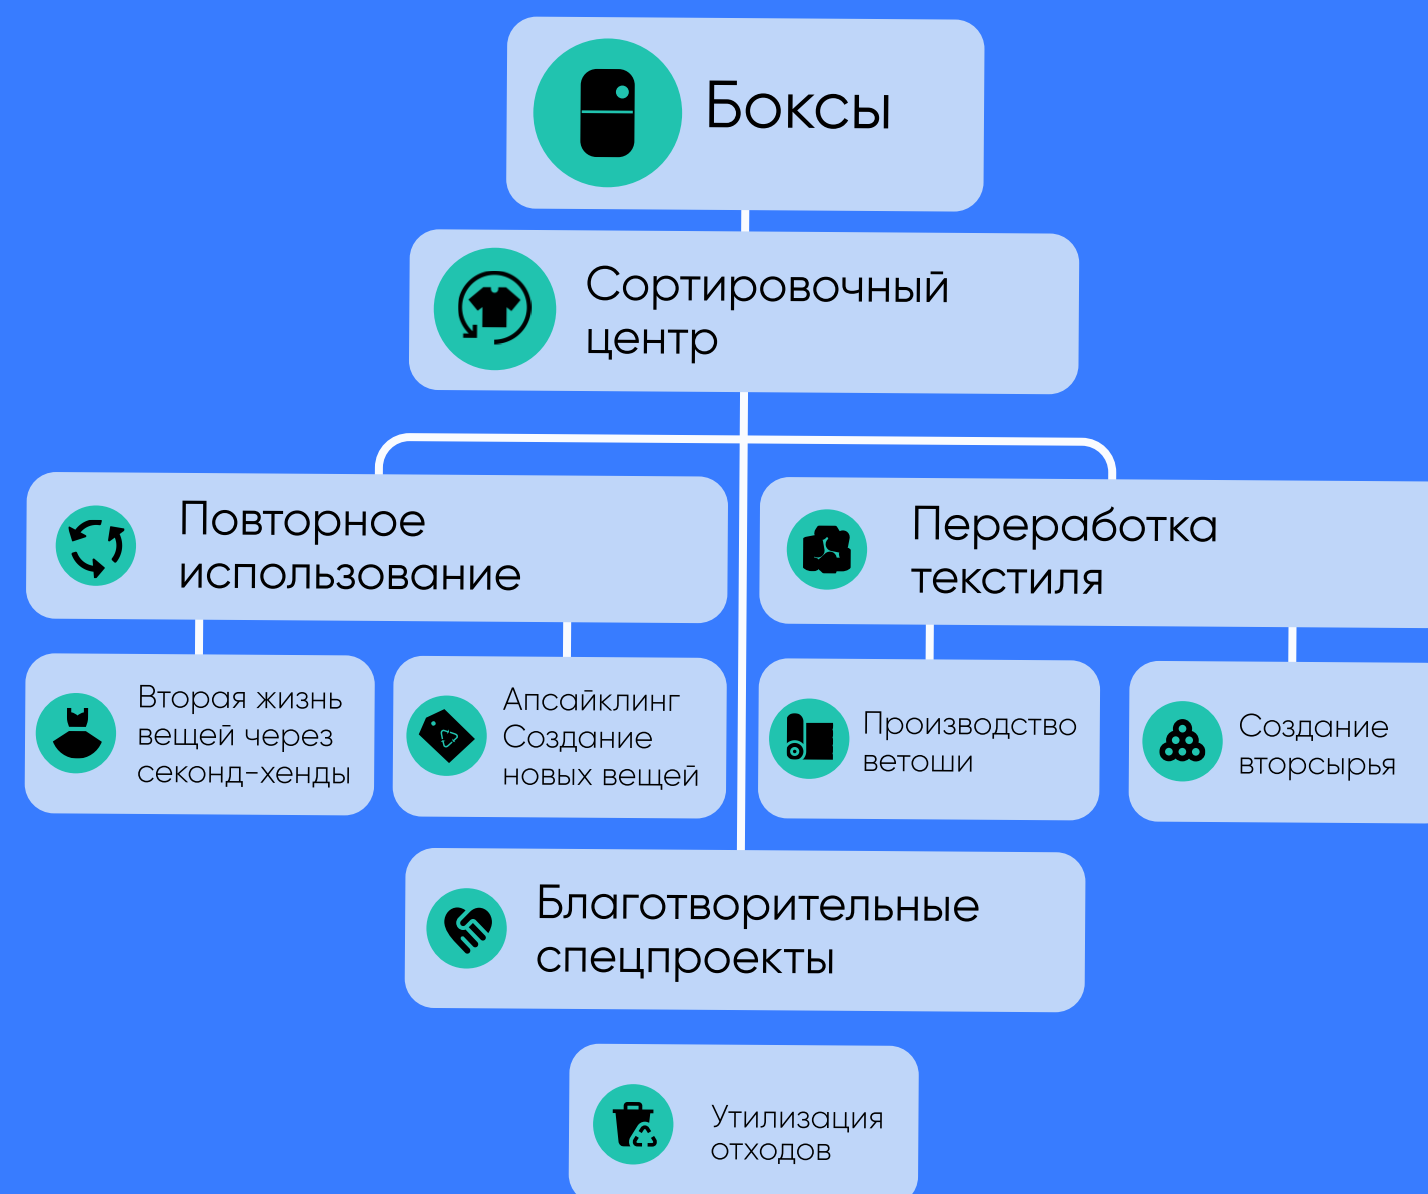 Боксы
Сортировочный
центр
Повторное
использование
Переработка
текстиля
Вторая жизнь
вещей через
секонд-хенды
Апсайклинг
Создание
новых вещей
Производство
ветоши
Создание
вторсырья
Благотворительные
спецпроекты
Утилизация
отходов